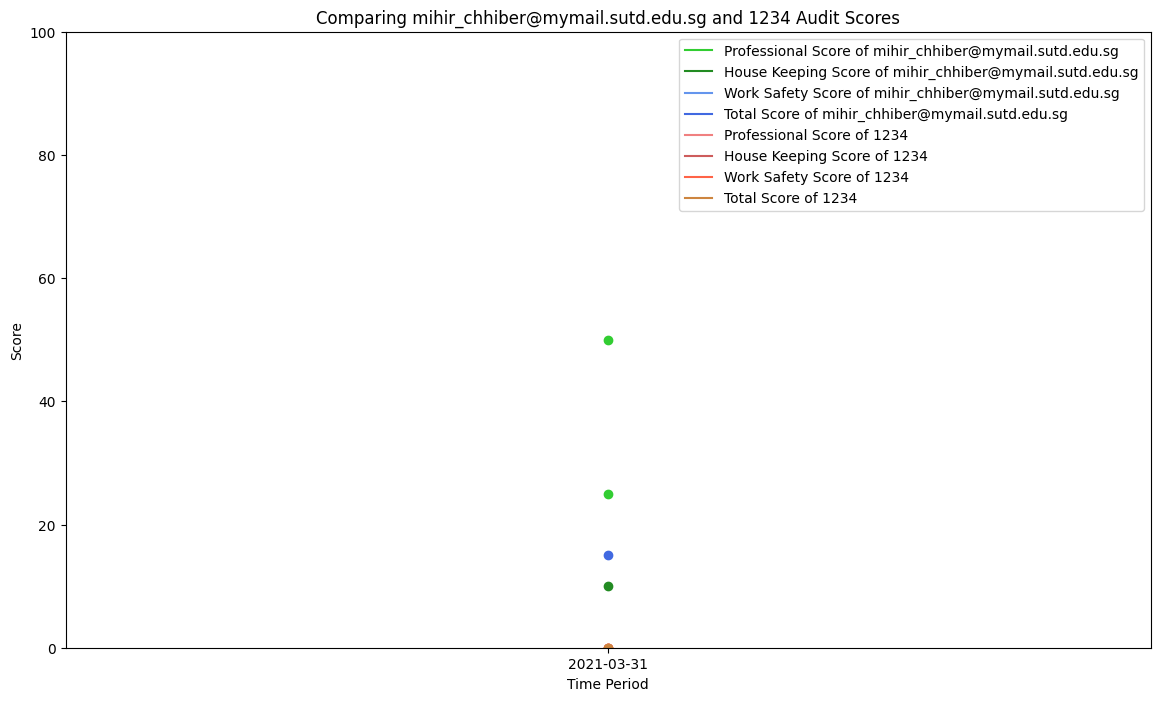 Comparing mihir_chhiber@mymail.sutd.edu.sg and 1234 Audit Scores
100
80
60
40
20
0
Score
Professional Score of mihir_chhiber@mymail.sutd.edu.sg
House Keeping Score of mihir_chhiber@mymail.sutd.edu.sg
Work Safety Score of mihir_chhiber@mymail.sutd.edu.sg
Total Score of mihir_chhiber@mymail.sutd.edu.sg
Professional Score of 1234
House Keeping Score of 1234
Work Safety Score of 1234
Total Score of 1234
2021-03-31
Time Period